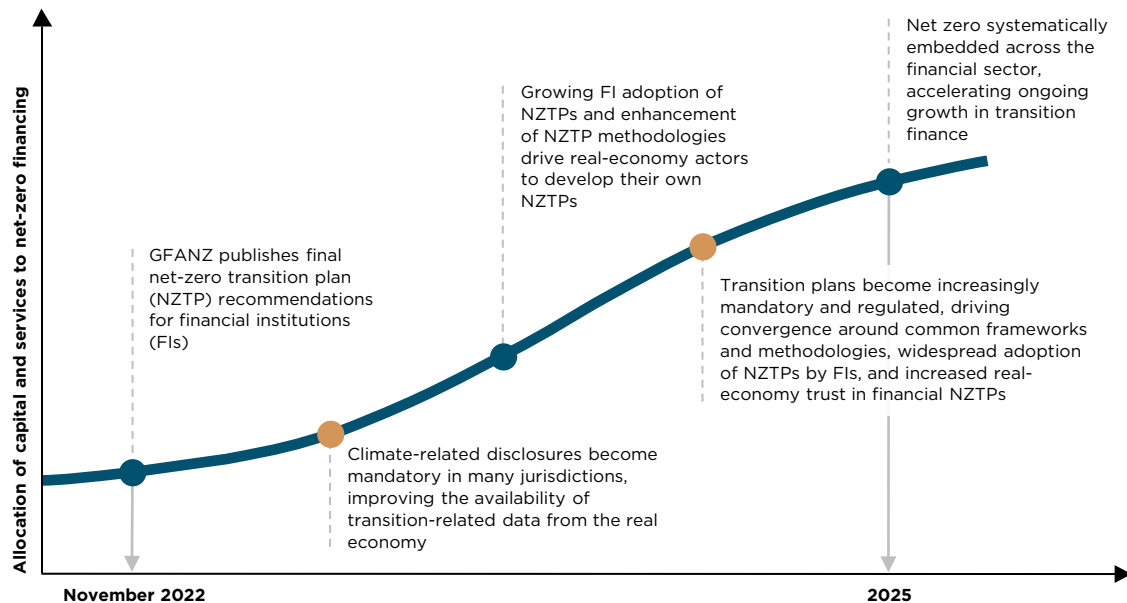 Allocation of capital and services to net-zero financing
GFANZ publishes final
net-zero transition plan
(NZTP) recommendations
for financial institutions
(FIs)
Climate-related disclosures become
mandatory in many jurisdictions,
improving the availability of
transition-related data from the real
economy
Growing FI adoption of
NZTPs and enhancement
of NZTP methodologies
drive real-economy actors
to develop their own
NZTPs
Transition plans become increasingly
mandatory and regulated, driving
convergence around common frameworks
and methodologies, widespread adoption
of NZTPs by FIs, and increased real-
economy trust in financial NZTPs
Net zero systematically
embedded across the
financial sector,
accelerating ongoing
growth in transition
finance
November 2022
2025